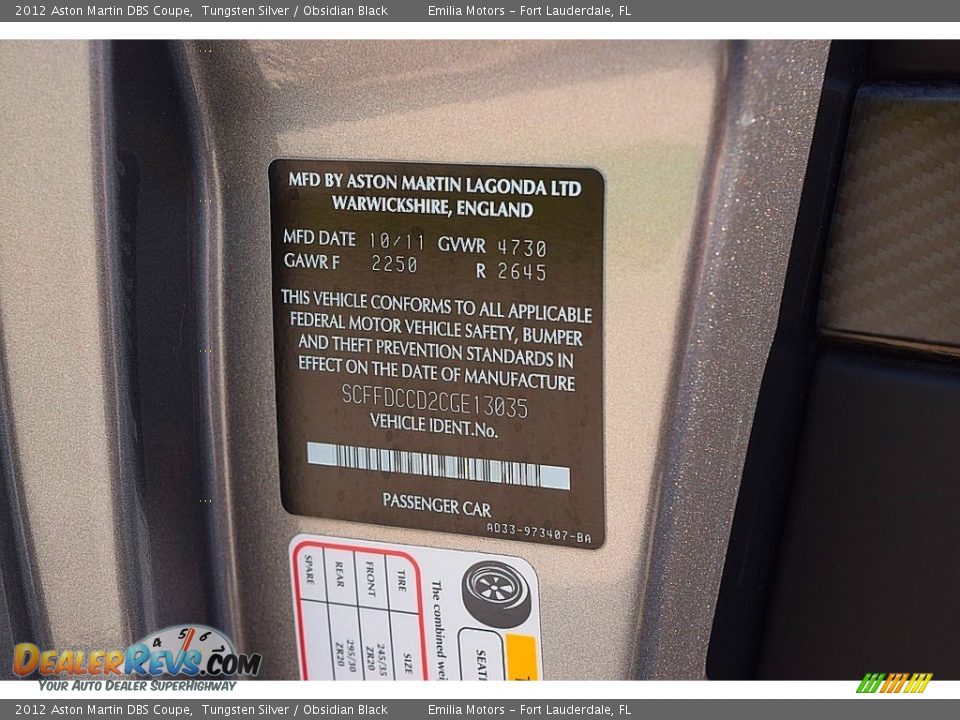 2012 Aston Martin DBS Coupe, Tungsten Silver / Obsidian Black Emilia Motors - Fort Lauderdale, FL
MFD BY ASTON MARTIN LAGONDA LTD
WARWICKSHIRE, ENGLAND
MFD DATE 10/11 GVWR 4730
GAWR F 2250 R 2645
THIS VEHICLE CONFORMS TO ALL APPLICABLE
FEDERAL MOTOR VEHICLE SAFETY, BUMPER
AND THEFT PREVENTION STANDARDS IN
EFFECT ON THE DATE OF MANUFACTURE
SCFFDCCD2CGE13035
VEHICLE IDENT.No.
PASSENGER CAR
AD33-973407-BA
The combined
TIRE SIZE
FRONT 245/35 ZR20
REAR 295/30 ZR20
SPARE
4 5 6
DEALERREVS.COM
YOUR AUTO DEALER SUPERHIGHWAY
2012 Aston Martin DBS Coupe, Tungsten Silver / Obsidian Black Emilia Motors - Fort Lauderdale, FL